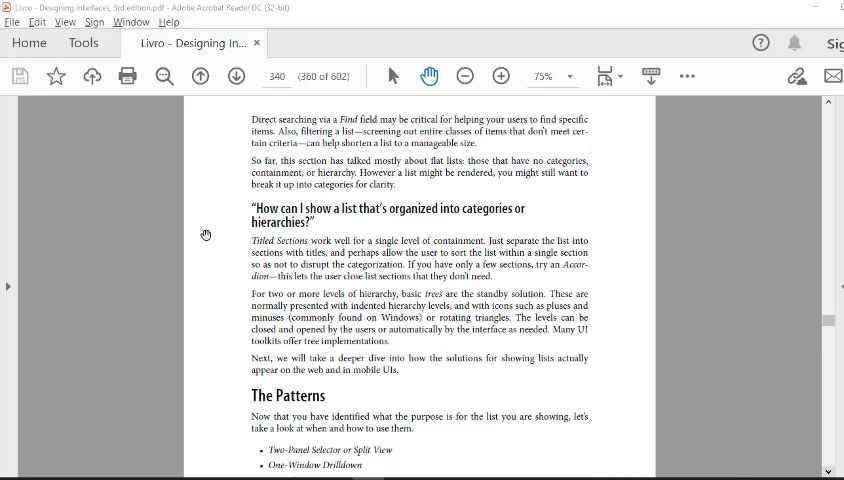 Livro - Designing Interfaces, 3rd edition.pdf - Adobe Acrobat Reader DC (32-bit)
File Edit View Sign Window Help
Home Tools Livro - Designing In... × Sig
340 (360 of 602) 75%
Direct searching via a Find field may be critical for helping your users to find specific
items. Also, filtering a list—screening out entire classes of items that don't meet cer-
tain criteria—can help shorten a list to a manageable size.
So far, this section has talked mostly about flat lists: those that have no categories,
containment, or hierarchy. However a list might be rendered, you might still want to
break it up into categories for clarity.
“How can I show a list that's organized into categories or
hierarchies?”
Titled Sections work well for a single level of containment. Just separate the list into
sections with titles, and perhaps allow the user to sort the list within a single section
so as not to disrupt the categorization. If you have only a few sections, try an Accor-
dion—this lets the user close list sections that they don't need.
For two or more levels of hierarchy, basic trees are the standby solution. These are
normally presented with indented hierarchy levels, and with icons such as pluses and
minuses (commonly found on Windows) or rotating triangles. The levels can be
closed and opened by the users or automatically by the interface as needed. Many UI
toolkits offer tree implementations.
Next, we will take a deeper dive into how the solutions for showing lists actually
appear on the web and in mobile UIs.
The Patterns
Now that you have identified what the purpose is for the list you are showing, let's
take a look at when and how to use them.
• Two-Panel Selector or Split View
• One-Window Drilldown